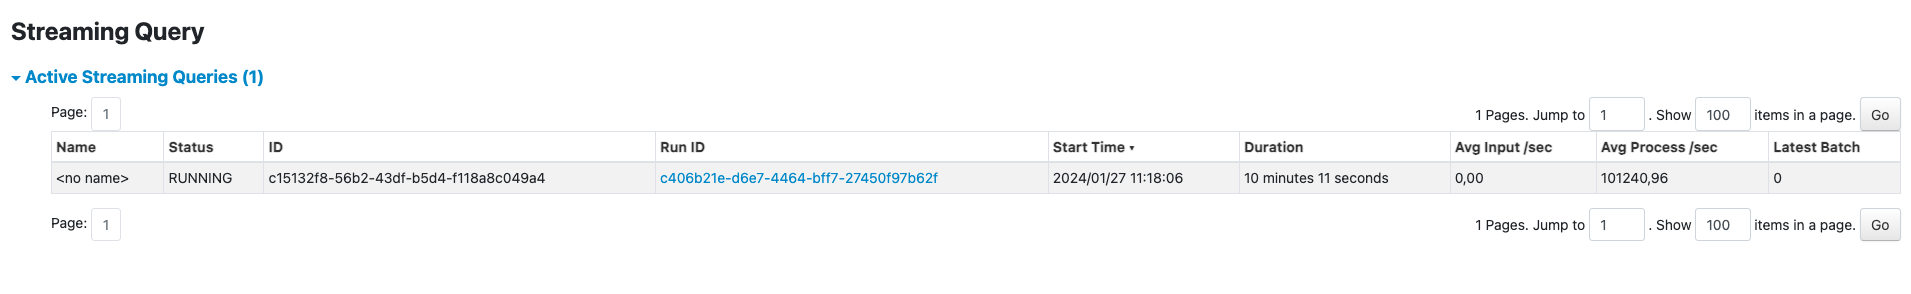 Streaming Query
Active Streaming Queries (1)
Page: 1 1 Pages. Jump to 1 . Show 100 items in a page. Go
Name Status ID Run ID Start Time ▾ Duration Avg Input /sec Avg Process /sec Latest Batch
<no name> RUNNING c15132f8-56b2-43df-b5d4-f118a8c049a4 c406b21e-d6e7-4464-bff7-27450f97b62f 2024/01/27 11:18:06 10 minutes 11 seconds 0,00 101240,96 0
Page: 1 1 Pages. Jump to 1 . Show 100 items in a page. Go